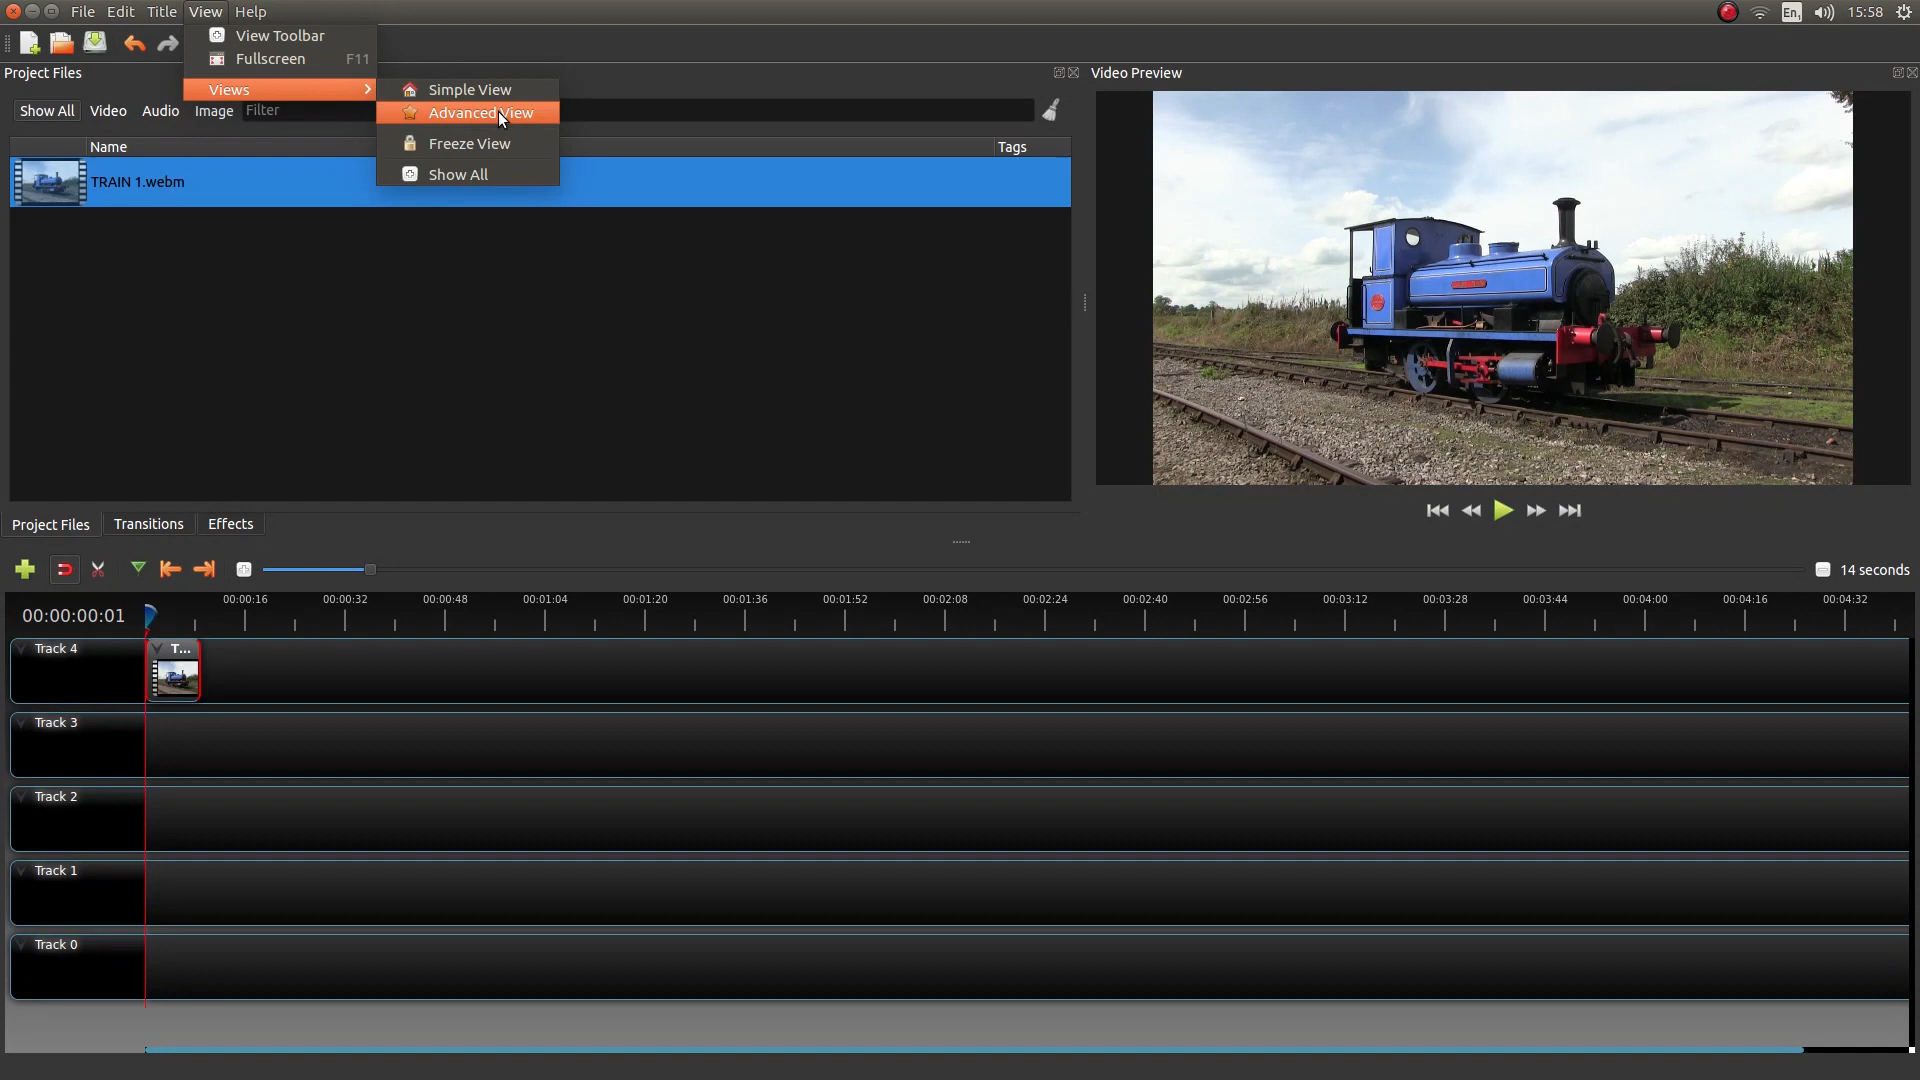 File Edit Title View Help
En1 15:58
View Toolbar
Fullscreen F11
Views
Simple View
Advanced View
Freeze View
Show All
Project Files
Video Preview
Show All Video Audio Image Filter
Name Tags
TRAIN 1.webm
Project Files Transitions Effects
14 seconds
00:00:00:01
00:00:16 00:00:32 00:00:48 00:01:04 00:01:20 00:01:36 00:01:52 00:02:08 00:02:24 00:02:40 00:02:56 00:03:12 00:03:28 00:03:44 00:04:00 00:04:16 00:04:32
Track 4
T...
Track 3
Track 2
Track 1
Track 0